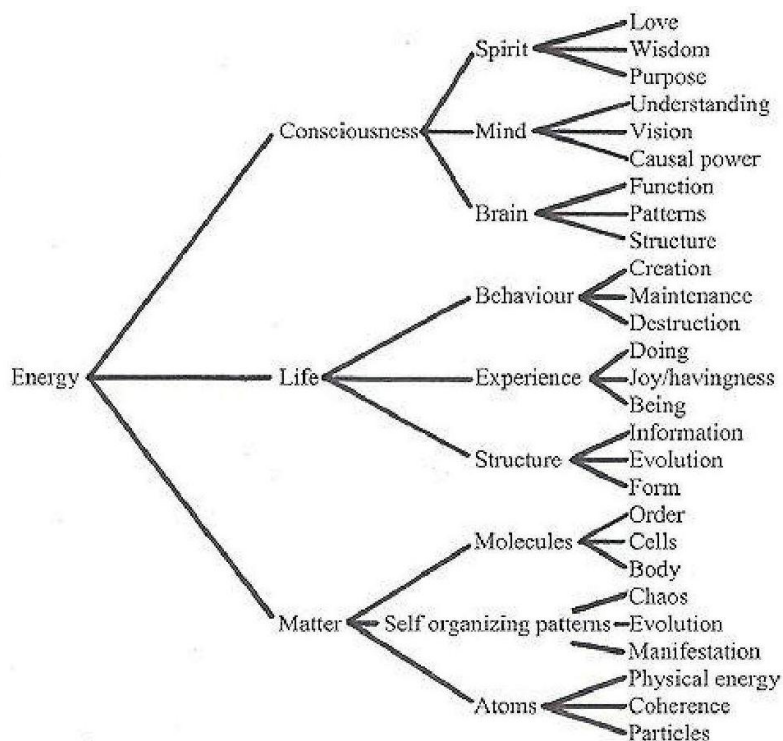 Love
Spirit
Wisdom
Purpose
Understanding
Consciousness
Mind
Vision
Causal power
Function
Brain
Patterns
Structure
Creation
Behaviour
Maintenance
Destruction
Doing
Energy
Life
Experience
Joy/havingness
Being
Information
Structure
Evolution
Form
Order
Molecules
Cells
Body
Chaos
Matter
Self organizing patterns
Evolution
Manifestation
Physical energy
Atoms
Coherence
Particles